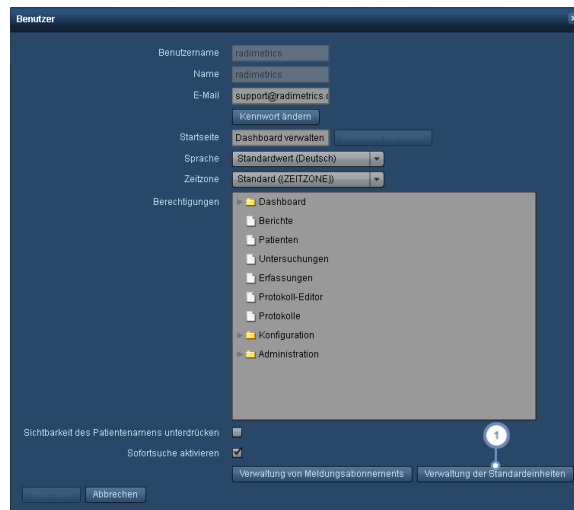 Benutzer
Benutzername radimetrics
Name radimetrics
E-Mail support@radimetrics.c
Kennwort ändern
Startseite Dashboard verwalten
Sprache Standardwert (Deutsch)
Zeitzone Standard ({ZEITZONE})
Berechtigungen Dashboard
Berichte
Patienten
Untersuchungen
Erfassungen
Protokoll-Editor
Protokolle
Konfiguration
Administration
Sichtbarkeit des Patientenamens unterdrücken
1
Sofortsuche aktivieren
Verwaltung von Meldungsabonnements Verwaltung der Standardeinheiten
Abbrechen